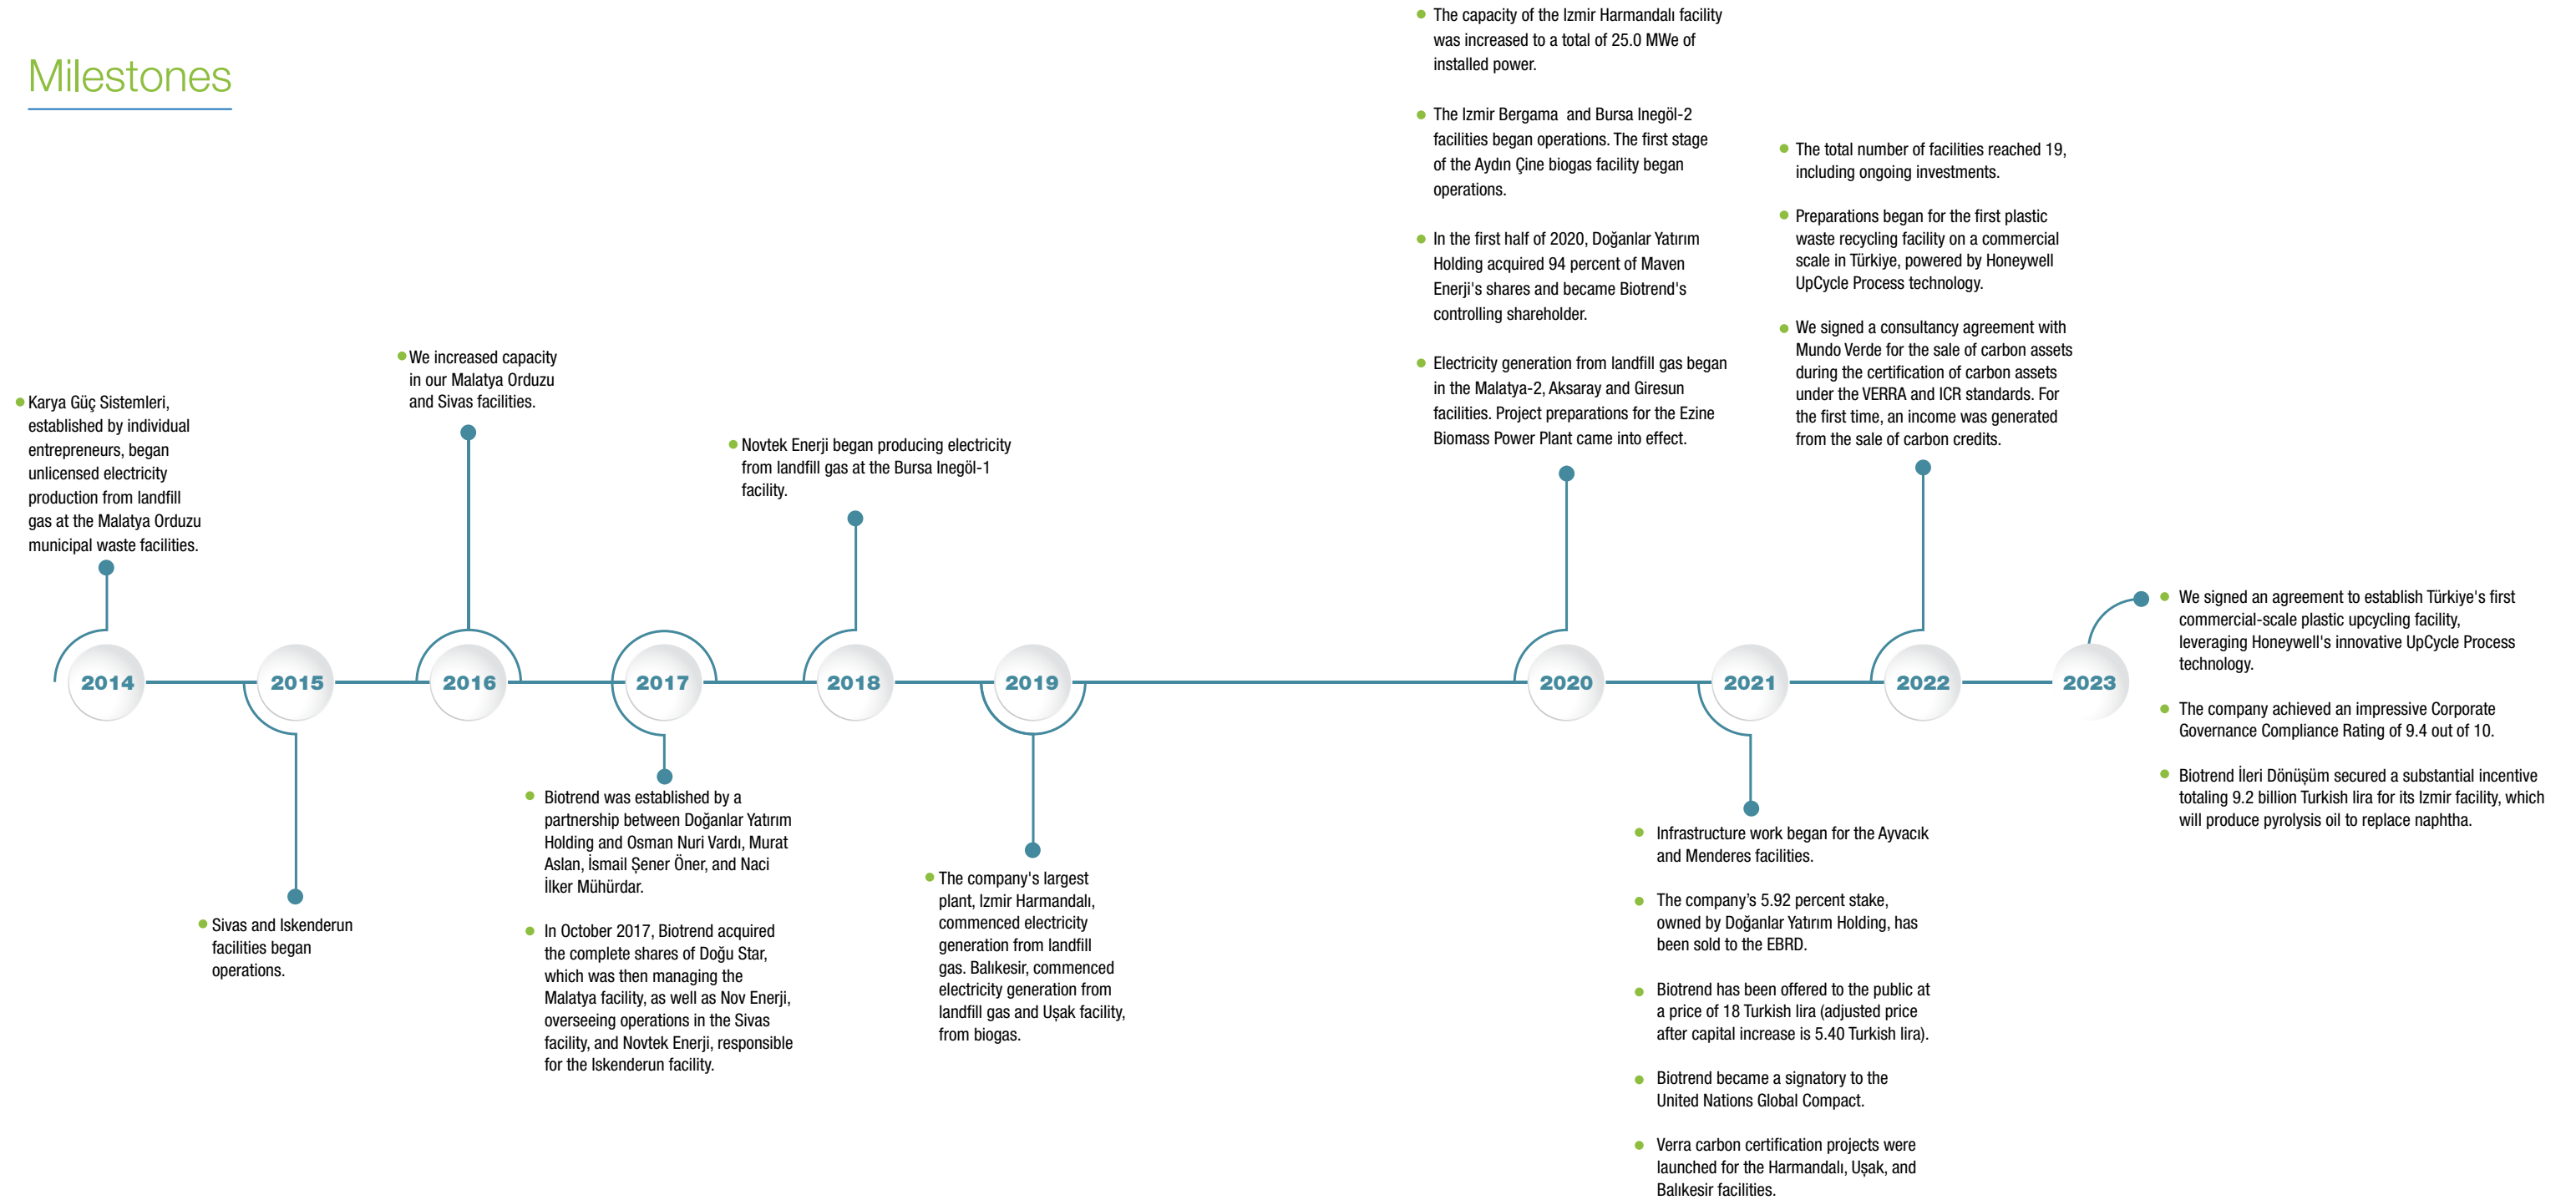 Milestones
Karya Güç Sistemleri,
established by individual
entrepreneurs, began
unlicensed electricity
production from landfill
gas at the Malatya Orduzu
municipal waste facilities.
2014
2015
Sivas and Iskenderun
facilities began
operations.
We increased capacity
in our Malatya Orduzu
and Sivas facilities.
2016
2017
Biotrend was established by a
partnership between Doğanlar Yatırım
Holding and Osman Nuri Vardı, Murat
Aslan, İsmail Şener Öner, and Naci
İlker Mühürdar.
In October 2017, Biotrend acquired
the complete shares of Doğu Star,
which was then managing the
Malatya facility, as well as Nov Enerji,
overseeing operations in the Sivas
facility, and Novtek Enerji, responsible
for the Iskenderun facility.
Novtek Enerji began producing electricity
from landfill gas at the Bursa Inegöl-1
facility.
2018
2019
The company's largest
plant, Izmir Harmandalı,
commenced electricity
generation from landfill
gas. Balıkesir, commenced
electricity generation from
landfill gas and Uşak facility,
from biogas.
The capacity of the Izmir Harmandalı facility
was increased to a total of 25.0 MWe of
installed power.
The Izmir Bergama  and Bursa Inegöl-2
facilities began operations. The first stage
of the Aydın Çine biogas facility began
operations.
In the first half of 2020, Doğanlar Yatırım
Holding acquired 94 percent of Maven
Enerji's shares and became Biotrend's
controlling shareholder.
Electricity generation from landfill gas began
in the Malatya-2, Aksaray and Giresun
facilities. Project preparations for the Ezine
Biomass Power Plant came into effect.
2020
2021
Infrastructure work began for the Ayvacık
and Menderes facilities.
The company’s 5.92 percent stake,
owned by Doğanlar Yatırım Holding, has
been sold to the EBRD.
Biotrend has been offered to the public at
a price of 18 Turkish lira (adjusted price
after capital increase is 5.40 Turkish lira).
Biotrend became a signatory to the
United Nations Global Compact.
Verra carbon certification projects were
launched for the Harmandalı, Uşak, and
Balıkesir facilities.
The total number of facilities reached 19,
including ongoing investments.
Preparations began for the first plastic
waste recycling facility on a commercial
scale in Türkiye, powered by Honeywell
UpCycle Process technology.
We signed a consultancy agreement with
Mundo Verde for the sale of carbon assets
during the certification of carbon assets
under the VERRA and ICR standards. For
the first time, an income was generated
from the sale of carbon credits.
2022
2023
We signed an agreement to establish Türkiye's first
commercial-scale plastic upcycling facility,
leveraging Honeywell's innovative UpCycle Process
technology.
The company achieved an impressive Corporate
Governance Compliance Rating of 9.4 out of 10.
Biotrend İleri Dönüşüm secured a substantial incentive
totaling 9.2 billion Turkish lira for its Izmir facility, which
will produce pyrolysis oil to replace naphtha.